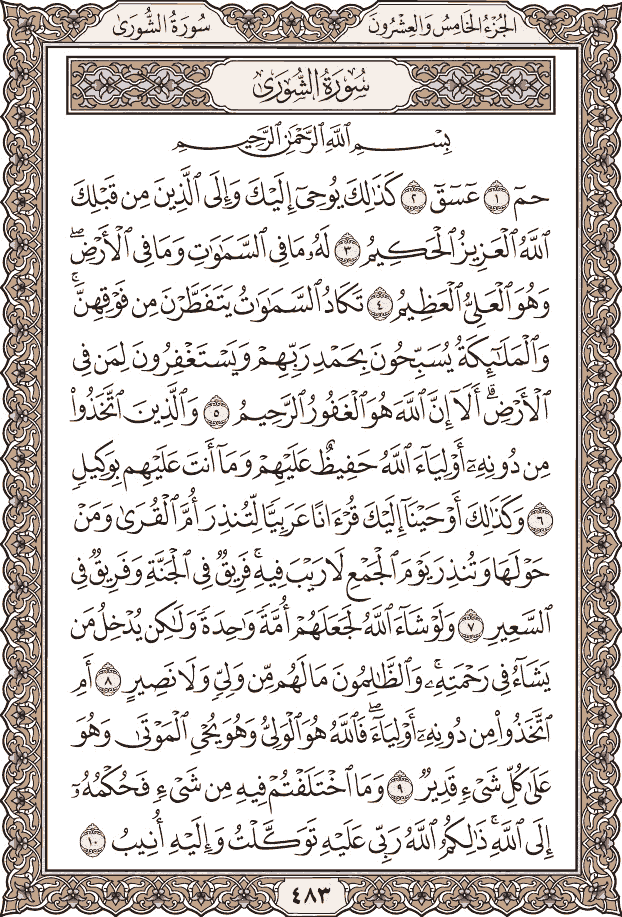 الجُزْءُ الخَامِسُ وَالعِشْرُونَ
سُورَةُ الشُّورَىٰ
سُورَةُ الشُّورَىٰ
بِسْمِ اللَّهِ الرَّحْمَٰنِ الرَّحِيمِ
حمٓ ١ عٓسٓقٓ ٢ كَذَٰلِكَ يُوحِيٓ إِلَيْكَ وَإِلَى ٱلَّذِينَ مِن قَبْلِكَ
ٱللَّهُ ٱلْعَزِيزُ ٱلْحَكِيمُ ٣ لَهُۥ مَا فِي ٱلسَّمَٰوَٰتِ وَمَا فِي ٱلْأَرْضِۖ
وَهُوَ ٱلْعَلِيُّ ٱلْعَظِيمُ ٤ تَكَادُ ٱلسَّمَٰوَٰتُ يَتَفَطَّرْنَ مِن فَوْقِهِنَّۚ
وَٱلْمَلَٰٓئِكَةُ يُسَبِّحُونَ بِحَمْدِ رَبِّهِمْ وَيَسْتَغْفِرُونَ لِمَن فِي
ٱلْأَرْضِۗ أَلَآ إِنَّ ٱللَّهَ هُوَ ٱلْغَفُورُ ٱلرَّحِيمُ ٥ وَٱلَّذِينَ ٱتَّخَذُوا۟
مِن دُونِهِۦٓ أَوْلِيَآءَ ٱللَّهُ حَفِيظٌ عَلَيْهِمْ وَمَآ أَنتَ عَلَيْهِم بِوَكِيلٍ
٦ وَكَذَٰلِكَ أَوْحَيْنَآ إِلَيْكَ قُرْءَانًا عَرَبِيًّا لِّتُنذِرَ أُمَّ ٱلْقُرَىٰ وَمَنْ
حَوْلَهَا وَتُنذِرَ يَوْمَ ٱلْجَمْعِ لَا رَيْبَ فِيهِۚ فَرِيقٌ فِي ٱلْجَنَّةِ وَفَرِيقٌ فِي
ٱلسَّعِيرِ ٧ وَلَوْ شَآءَ ٱللَّهُ لَجَعَلَهُمْ أُمَّةً وَٰحِدَةً وَلَٰكِن يُدْخِلُ مَن
يَشَآءُ فِي رَحْمَتِهِۦۚ وَٱلظَّٰلِمُونَ مَا لَهُم مِّن وَلِيٍّ وَلَا نَصِيرٍ ٨ أَمِ
ٱتَّخَذُوا۟ مِن دُونِهِۦٓ أَوْلِيَآءَۖ فَٱللَّهُ هُوَ ٱلْوَلِيُّ وَهُوَ يُحْيِ ٱلْمَوْتَىٰ وَهُوَ
عَلَىٰ كُلِّ شَيْءٍ قَدِيرٌ ٩ وَمَا ٱخْتَلَفْتُمْ فِيهِ مِن شَيْءٍ فَحُكْمُهُۥٓ
إِلَى ٱللَّهِۚ ذَٰلِكُمُ ٱللَّهُ رَبِّي عَلَيْهِ تَوَكَّلْتُ وَإِلَيْهِ أُنِيبُ ١٠
٤٨٣